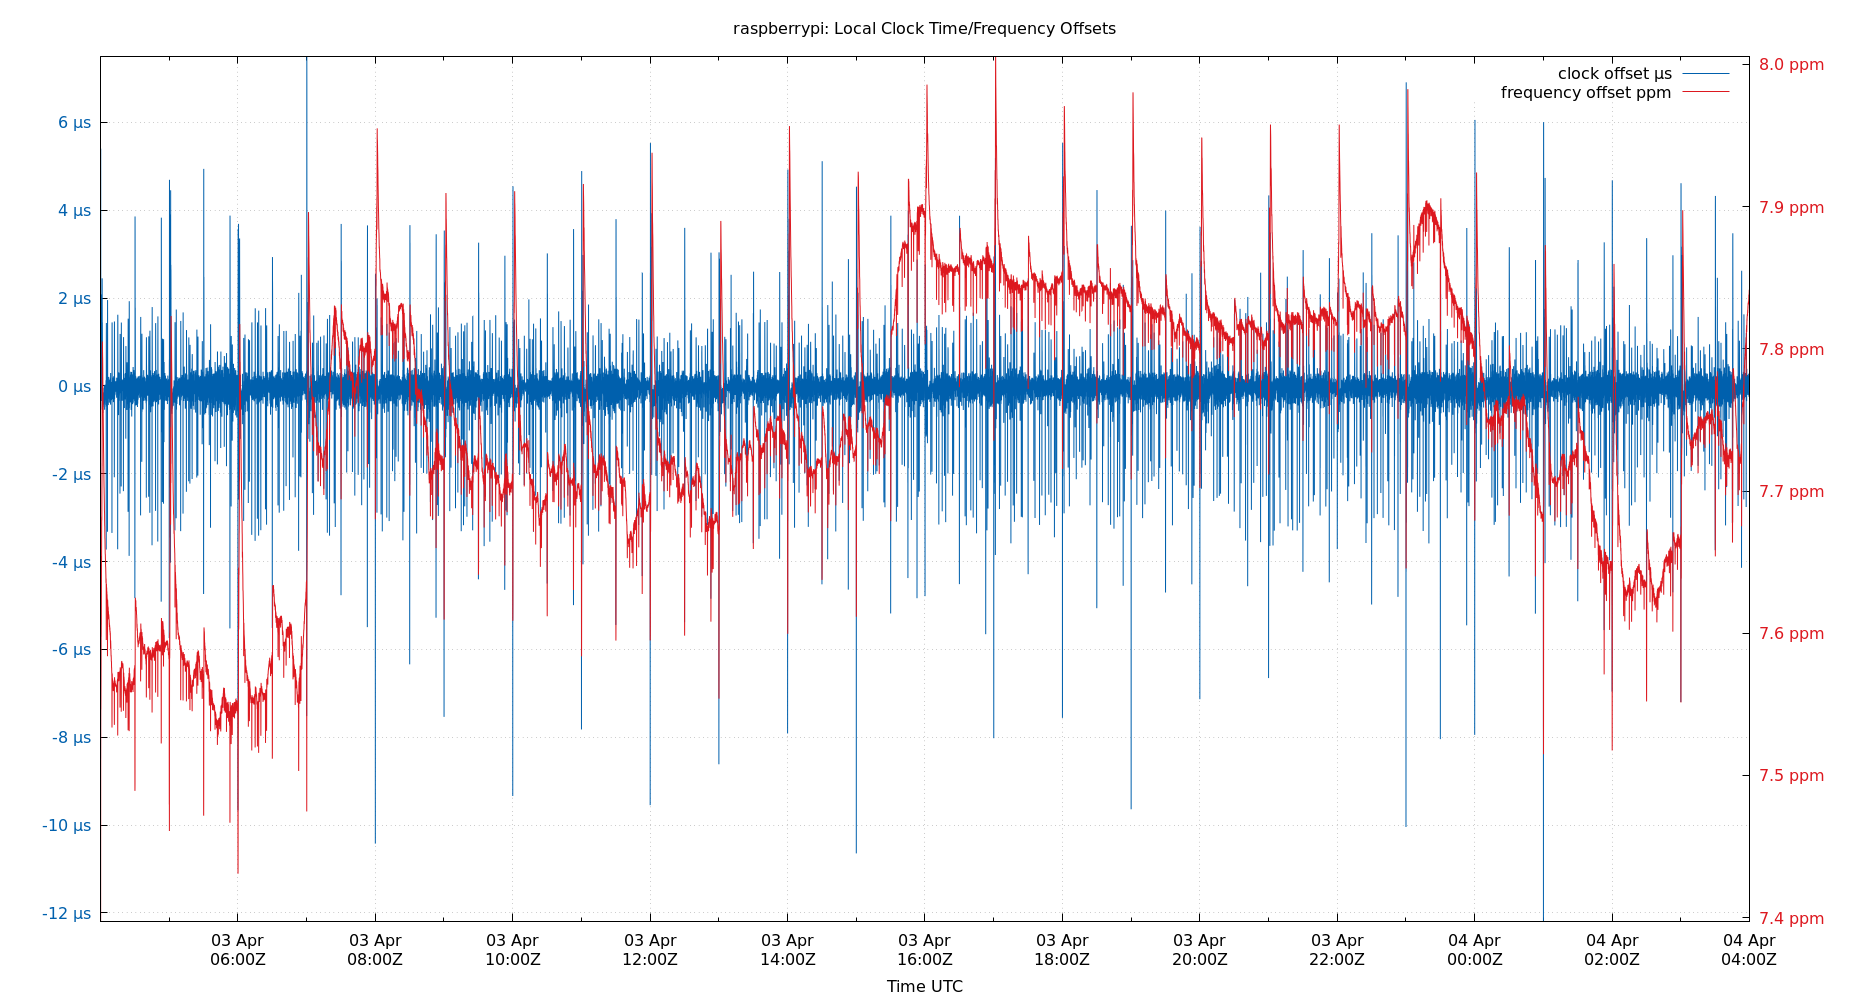 raspberrypi: Local Clock Time/Frequency Offsets
clock offset µs
frequency offset ppm
6 µs
4 µs
2 µs
0 µs
-2 µs
-4 µs
-6 µs
-8 µs
-10 µs
-12 µs
8.0 ppm
7.9 ppm
7.8 ppm
7.7 ppm
7.6 ppm
7.5 ppm
7.4 ppm
03 Apr 03 Apr 03 Apr 03 Apr 03 Apr 03 Apr 03 Apr 03 Apr 03 Apr 04 Apr 04 Apr 04 Apr
06:00Z 08:00Z 10:00Z 12:00Z 14:00Z 16:00Z 18:00Z 20:00Z 22:00Z 00:00Z 02:00Z 04:00Z
Time UTC